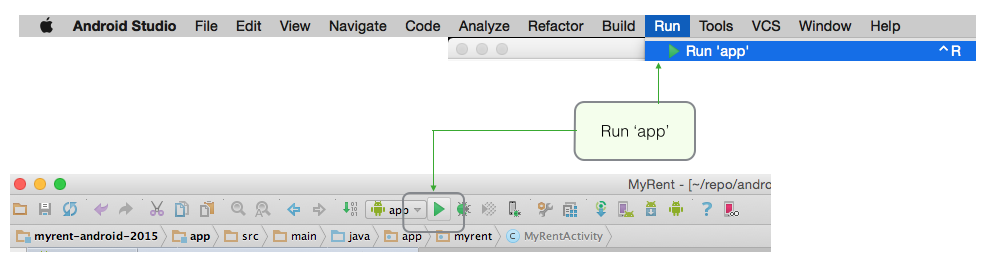 Android Studio File Edit View Navigate Code Analyze Refactor Build Run Tools VCS Window Help
Run 'app' ^R
Run ‘app’
MyRent - [~/repo/andro
app
?
myrent-android-2015 app src main java app myrent C MyRentActivity